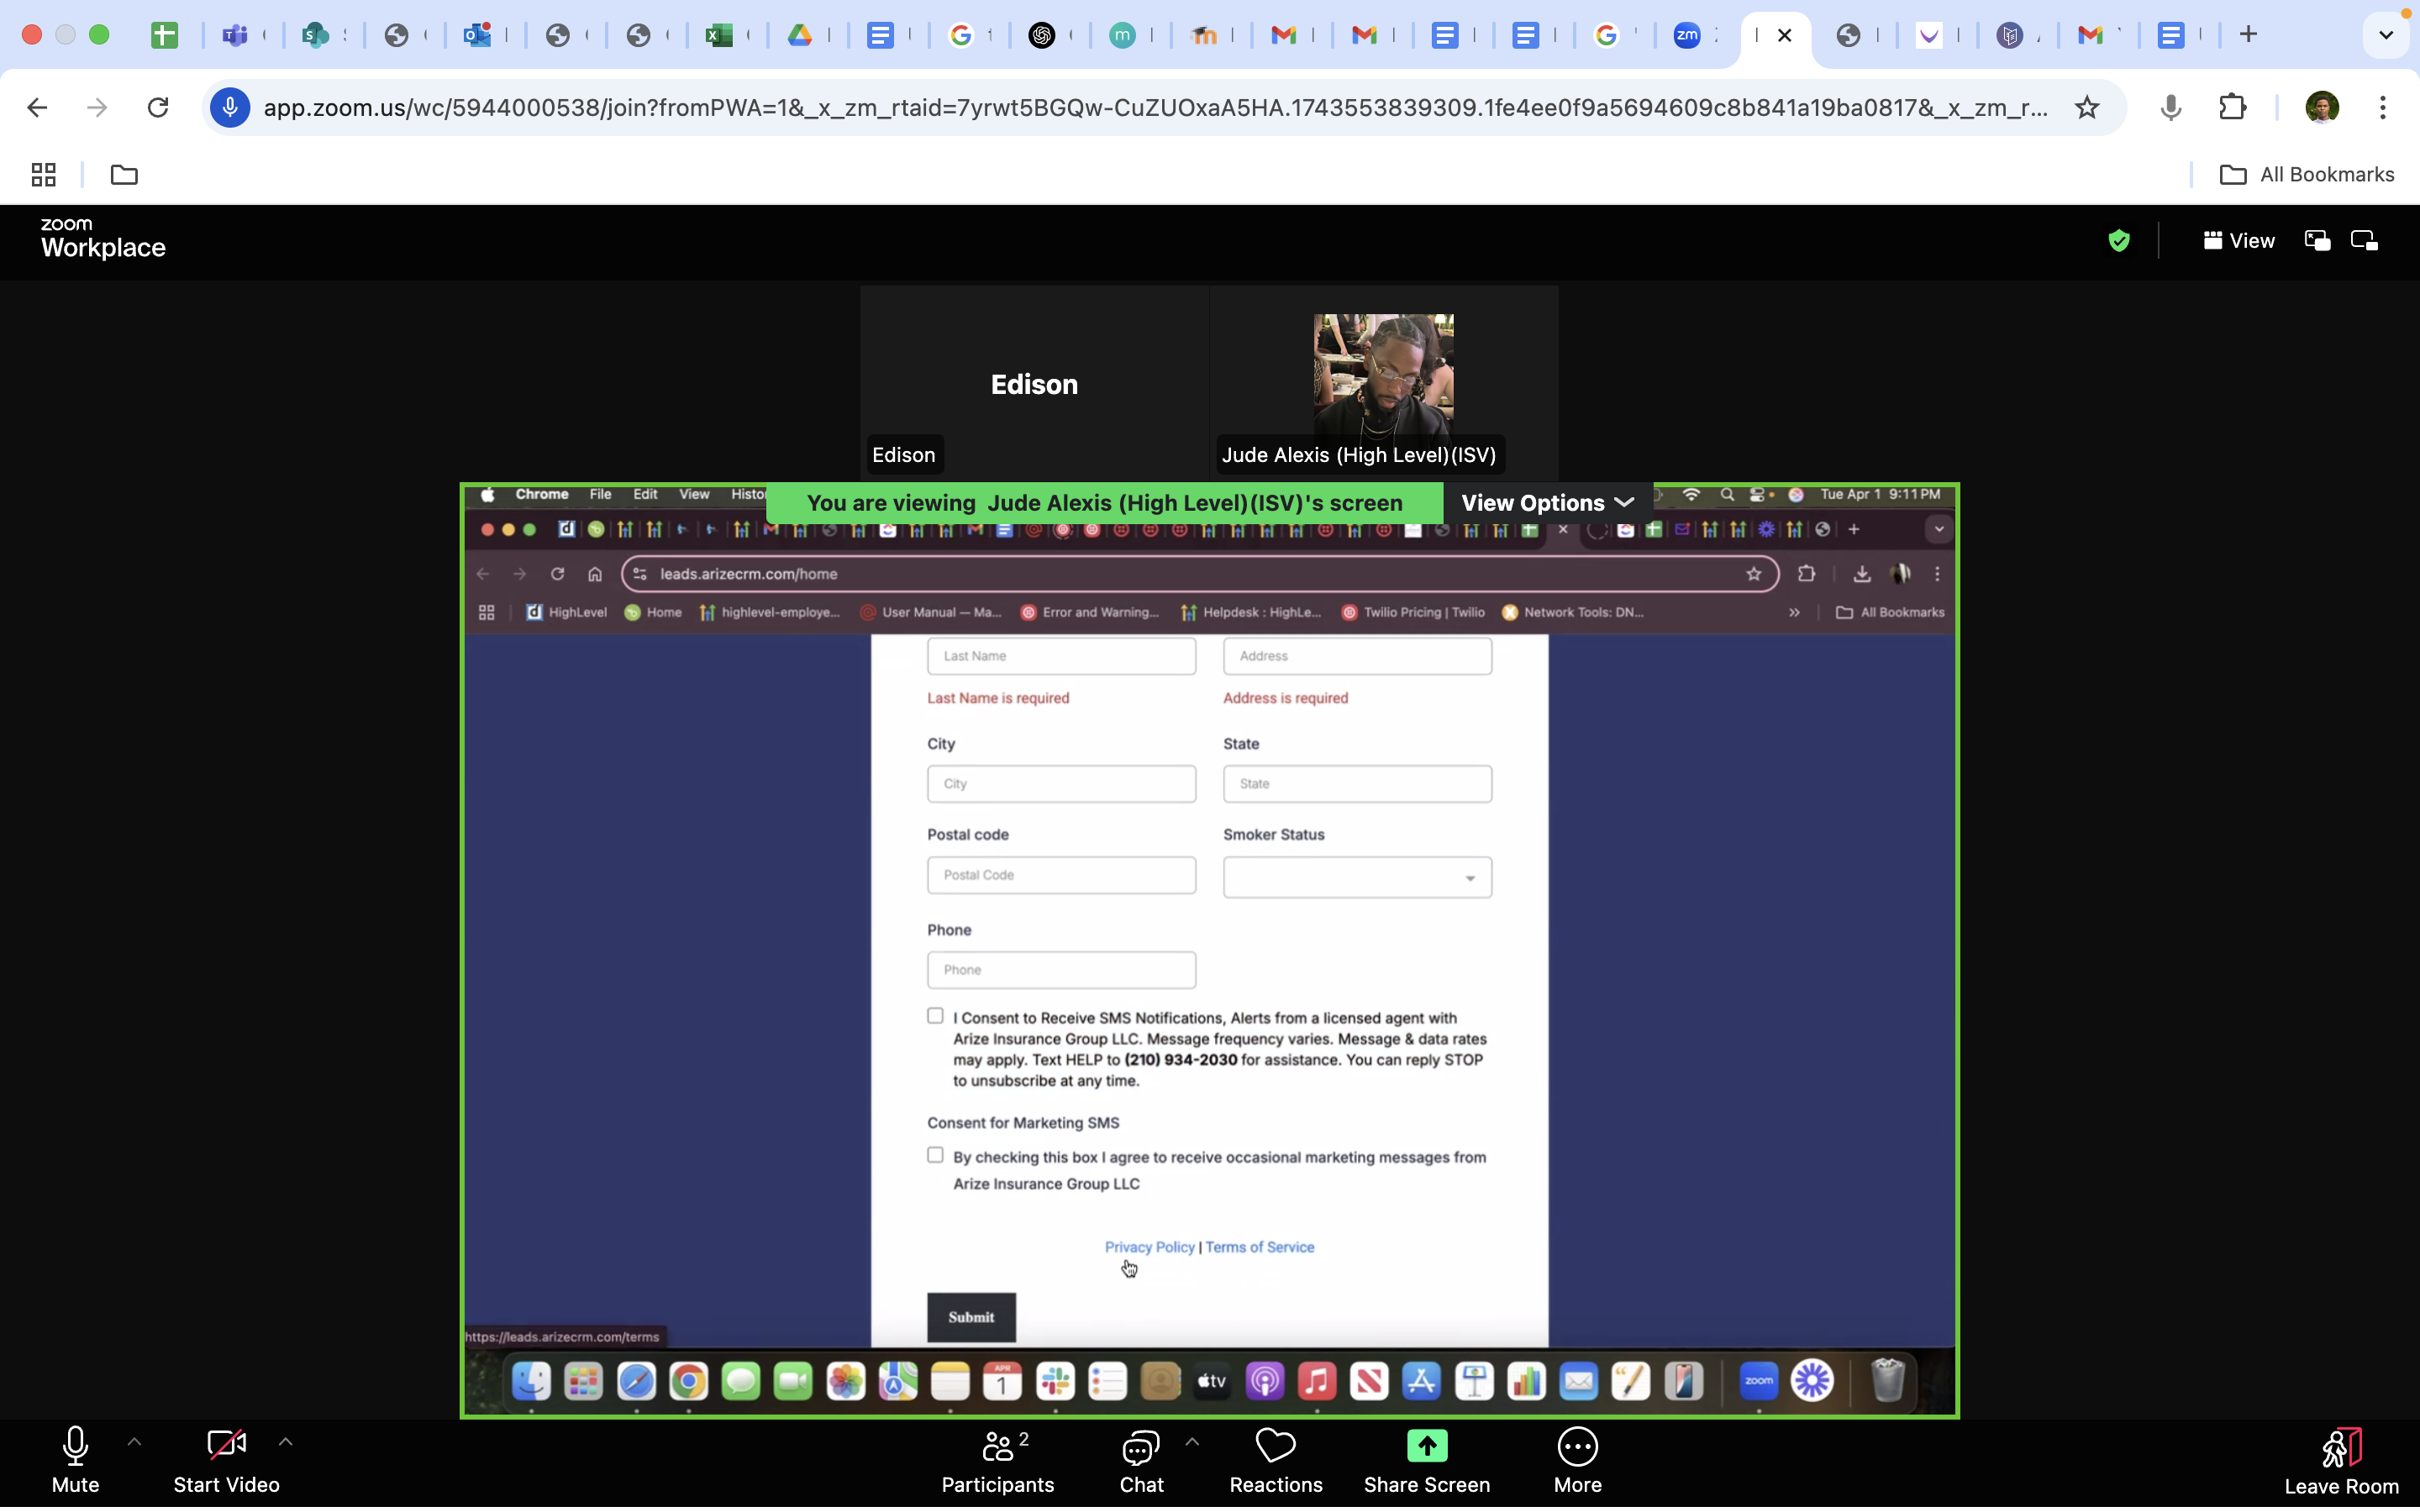 app.zoom.us/wc/5944000538/join?fromPWA=1&_x_zm_rtaid=7yrwt5BGQw-CuZUOxaA5HA.1743553839309.1fe4ee0f9a5694609c8b841a19ba0817&_x_zm_r...
All Bookmarks
zoom
Workplace
View
Edison
Edison
Jude Alexis (High Level)(ISV)
Chrome File Edit View
You are viewing Jude Alexis (High Level)(ISV)'s screen
View Options
Tue Apr 1 9:11 PM
leads.arizecrm.com/home
HighLevel Home highlevel-employe... User Manual — Ma... Error and Warning... Helpdesk : HighLe... Twilio Pricing | Twilio Network Tools: DN... » All Bookmarks
Last Name Address
Last Name is required Address is required
City State
City State
Postal code Smoker Status
Postal Code
Phone
Phone
I Consent to Receive SMS Notifications, Alerts from a licensed agent with
Arize Insurance Group LLC. Message frequency varies. Message & data rates
may apply. Text HELP to (210) 934-2030 for assistance. You can reply STOP
to unsubscribe at any time.
Consent for Marketing SMS
By checking this box I agree to receive occasional marketing messages from
Arize Insurance Group LLC
Privacy Policy | Terms of Service
Submit
https://leads.arizecrm.com/terms
APR
1
tv
zoom
Mute
Start Video
2
Participants
Chat
Reactions
Share Screen
More
Leave Room